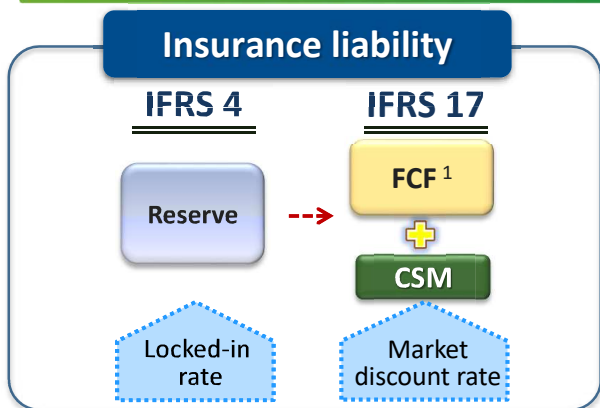 Insurance liability
IFRS 4
IFRS 17
Reserve
FCF 1
CSM
Locked-in
rate
Market
discount rate